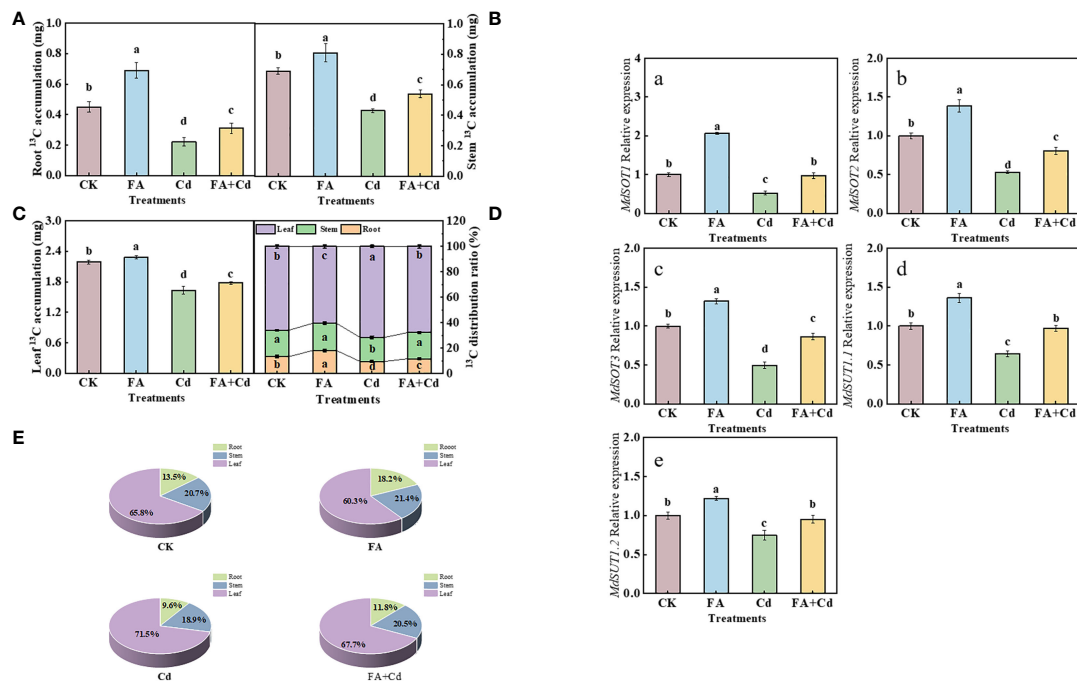 A
B
Root ¹³C accumulation (mg)
1.0
0.8
0.6
0.4
0.2
0.0
b
a
d
c
CK
FA
Cd
FA+Cd
Treatments
b
a
d
c
CK
FA
Cd
FA+Cd
Treatments
1.0
0.8
0.6
0.4
0.2
0.0
Stem ¹³C accumulation (mg)
C
D
Leaf ¹³C accumulation (mg)
3.0
2.4
1.8
1.2
0.6
0.0
b
a
d
c
CK
FA
Cd
FA+Cd
Treatments
Leaf Stem Root
b c a b
a a b a
b a d c
CK
FA
Cd
FA+Cd
Treatments
120
100
80
60
40
20
0
¹³C distribution ratio (%)
E
Root
Stem
Leaf
13.5%
20.7%
65.8%
CK
Rooot
Stem
Leaf
18.2%
21.4%
60.3%
FA
Root
Stem
Leaf
9.6%
18.9%
71.5%
Cd
Root
Stem
Leaf
11.8%
20.5%
67.7%
FA+Cd
a
MdSOT1 Relative expression
4
3
2
1
0
b
a
c
b
CK
FA
Cd
FA+Cd
Treatments
b
MdSOT2 Realtive expression
2.0
1.5
1.0
0.5
0.0
b
a
d
c
CK
FA
Cd
FA+Cd
Treatments
c
MdSOT3 Relative expression
2.0
1.5
1.0
0.5
0.0
b
a
d
c
CK
FA
Cd
FA+Cd
Treatments
d
MdSUT1.1 Relative expression
2.0
1.5
1.0
0.5
0.0
b
a
c
b
CK
FA
Cd
FA+Cd
Treatments
e
MdSUT1.2 Relative expression
2.0
1.5
1.0
0.5
0.0
b
a
c
b
CK
FA
Cd
FA+Cd
Treatments